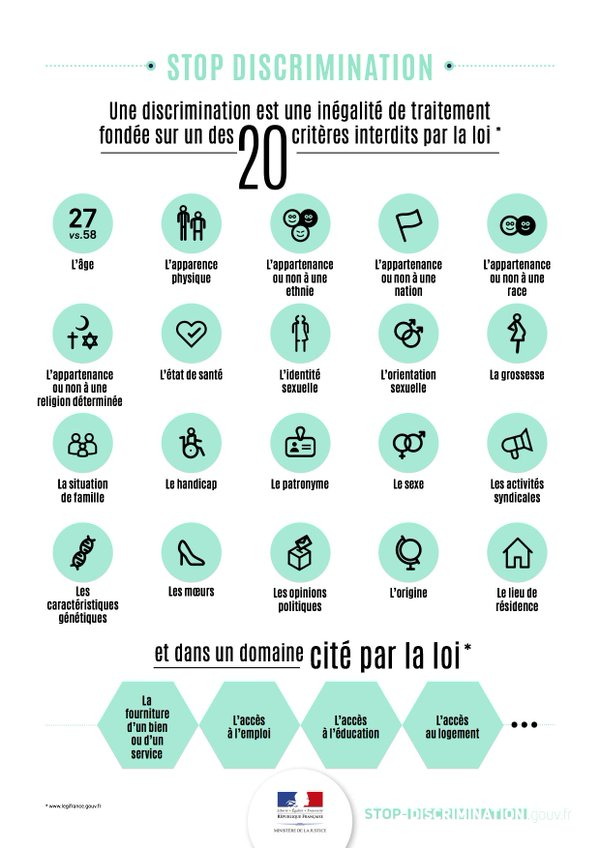 STOP DISCRIMINATION
Une discrimination est une inégalité de traitement
fondée sur un des 20 critères interdits par la loi *
27
vs.58
L'âge
L'apparence
physique
L'appartenance
ou non à une
ethnie
L'appartenance
ou non à une
nation
L'appartenance
ou non à une
race
L'appartenance
ou non à une
religion déterminée
L'état de santé
L'identité
sexuelle
L'orientation
sexuelle
La grossesse
La situation
de famille
Le handicap
Le patronyme
Le sexe
Les activités
syndicales
Les
caractéristiques
génétiques
Les mœurs
Les opinions
politiques
L'origine
Le lieu de
résidence
et dans un domaine cité par la loi *
La
fourniture
d'un bien
ou d'un
service
L'accès
à l'emploi
L'accès
à l'éducation
L'accès
au logement
* www.legifrance.gouv.fr
Liberté • Égalité • Fraternité
RÉPUBLIQUE FRANÇAISE
MINISTÈRE DE LA JUSTICE
STOP-DISCRIMINATION.gouv.fr